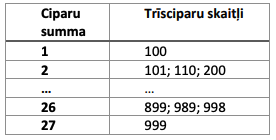 Ciparu summa	Trīsciparu skaitļi
1	100
2	101; 110; 200
...	...
26	899; 989; 998
27	999